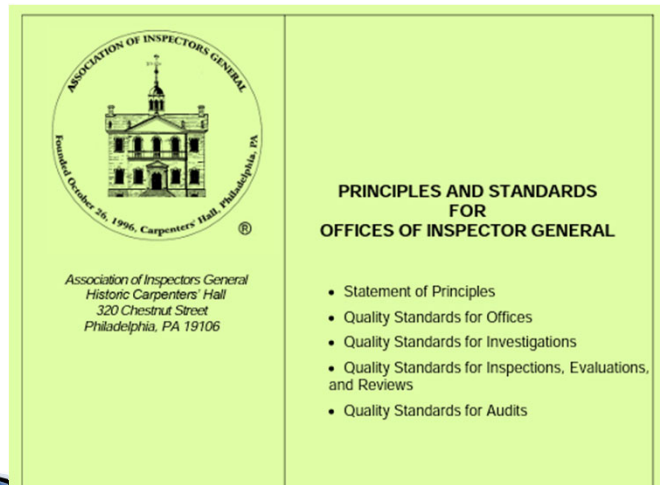 ASSOCIATION OF INSPECTORS GENERAL
Founded October 26, 1996, Carpenters' Hall, Philadelphia, PA
®
Association of Inspectors General
Historic Carpenters' Hall
320 Chestnut Street
Philadelphia, PA 19106
PRINCIPLES AND STANDARDS
FOR
OFFICES OF INSPECTOR GENERAL
• Statement of Principles
• Quality Standards for Offices
• Quality Standards for Investigations
• Quality Standards for Inspections, Evaluations,
and Reviews
• Quality Standards for Audits